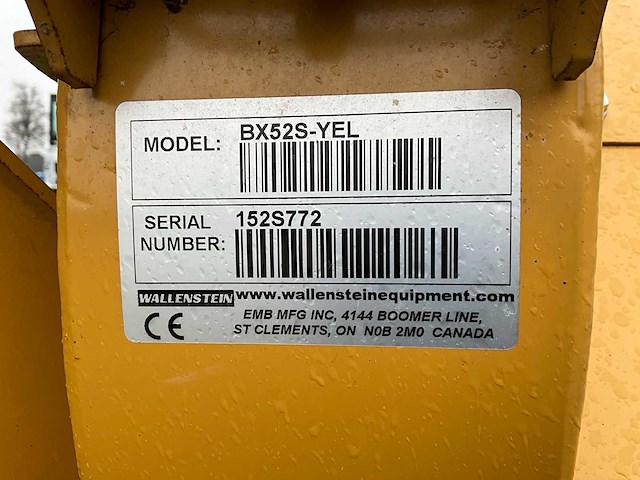 MODEL: BX52S-YEL
SERIAL NUMBER: 152S772
WALLENSTEIN www.wallensteinequipment.com
CE EMB MFG INC, 4144 BOOMER LINE,
ST CLEMENTS, ON N0B 2M0 CANADA